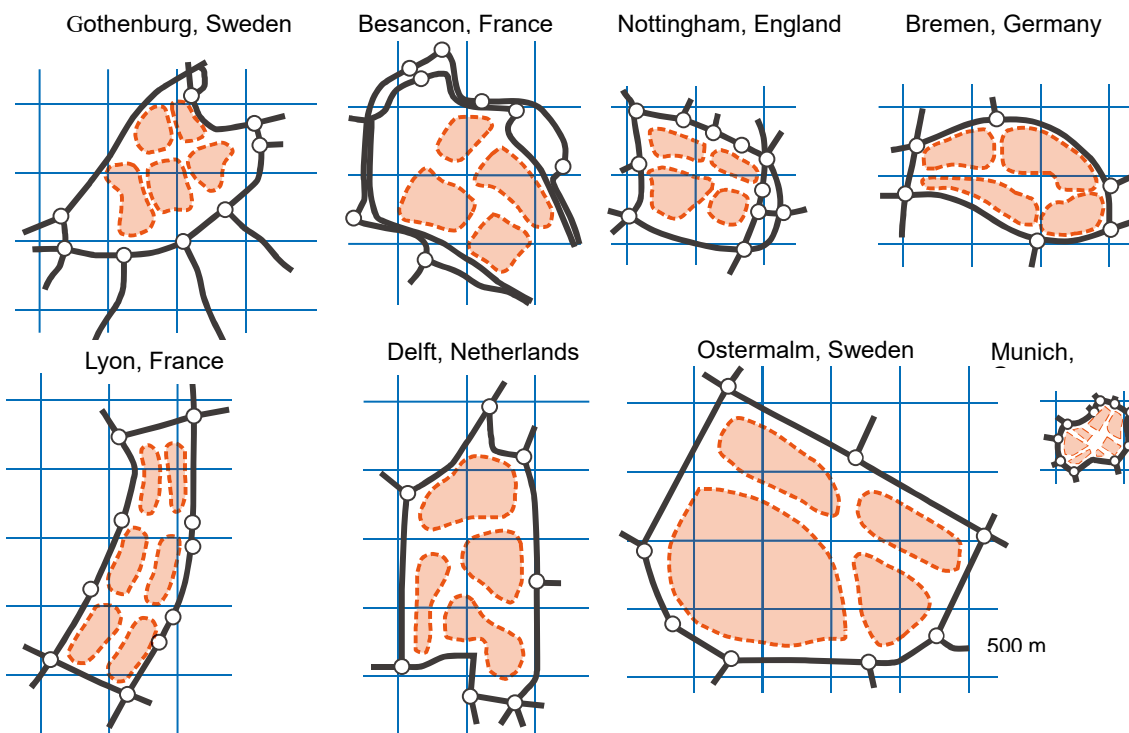 Gothenburg, Sweden
Besancon, France
Nottingham, England
Bremen, Germany
Lyon, France
Delft, Netherlands
Ostermalm, Sweden
Munich,
500 m